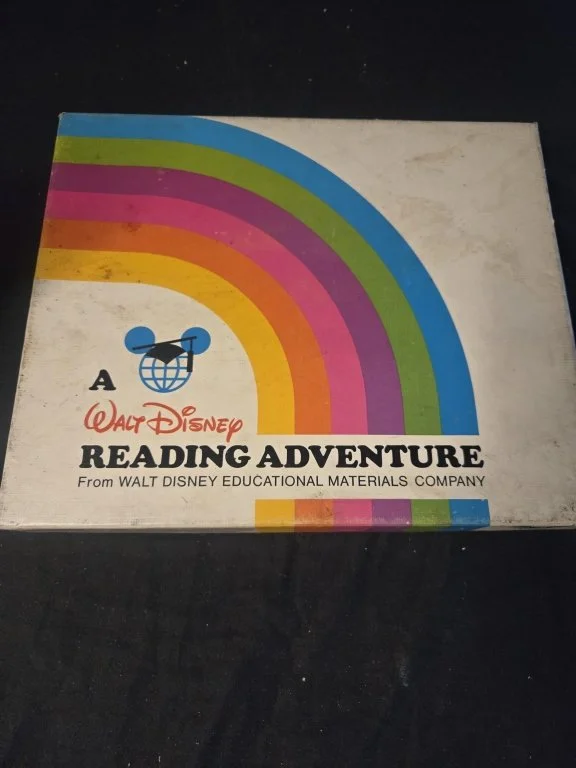 A
Walt Disney
READING ADVENTURE
From WALT DISNEY EDUCATIONAL MATERIALS COMPANY